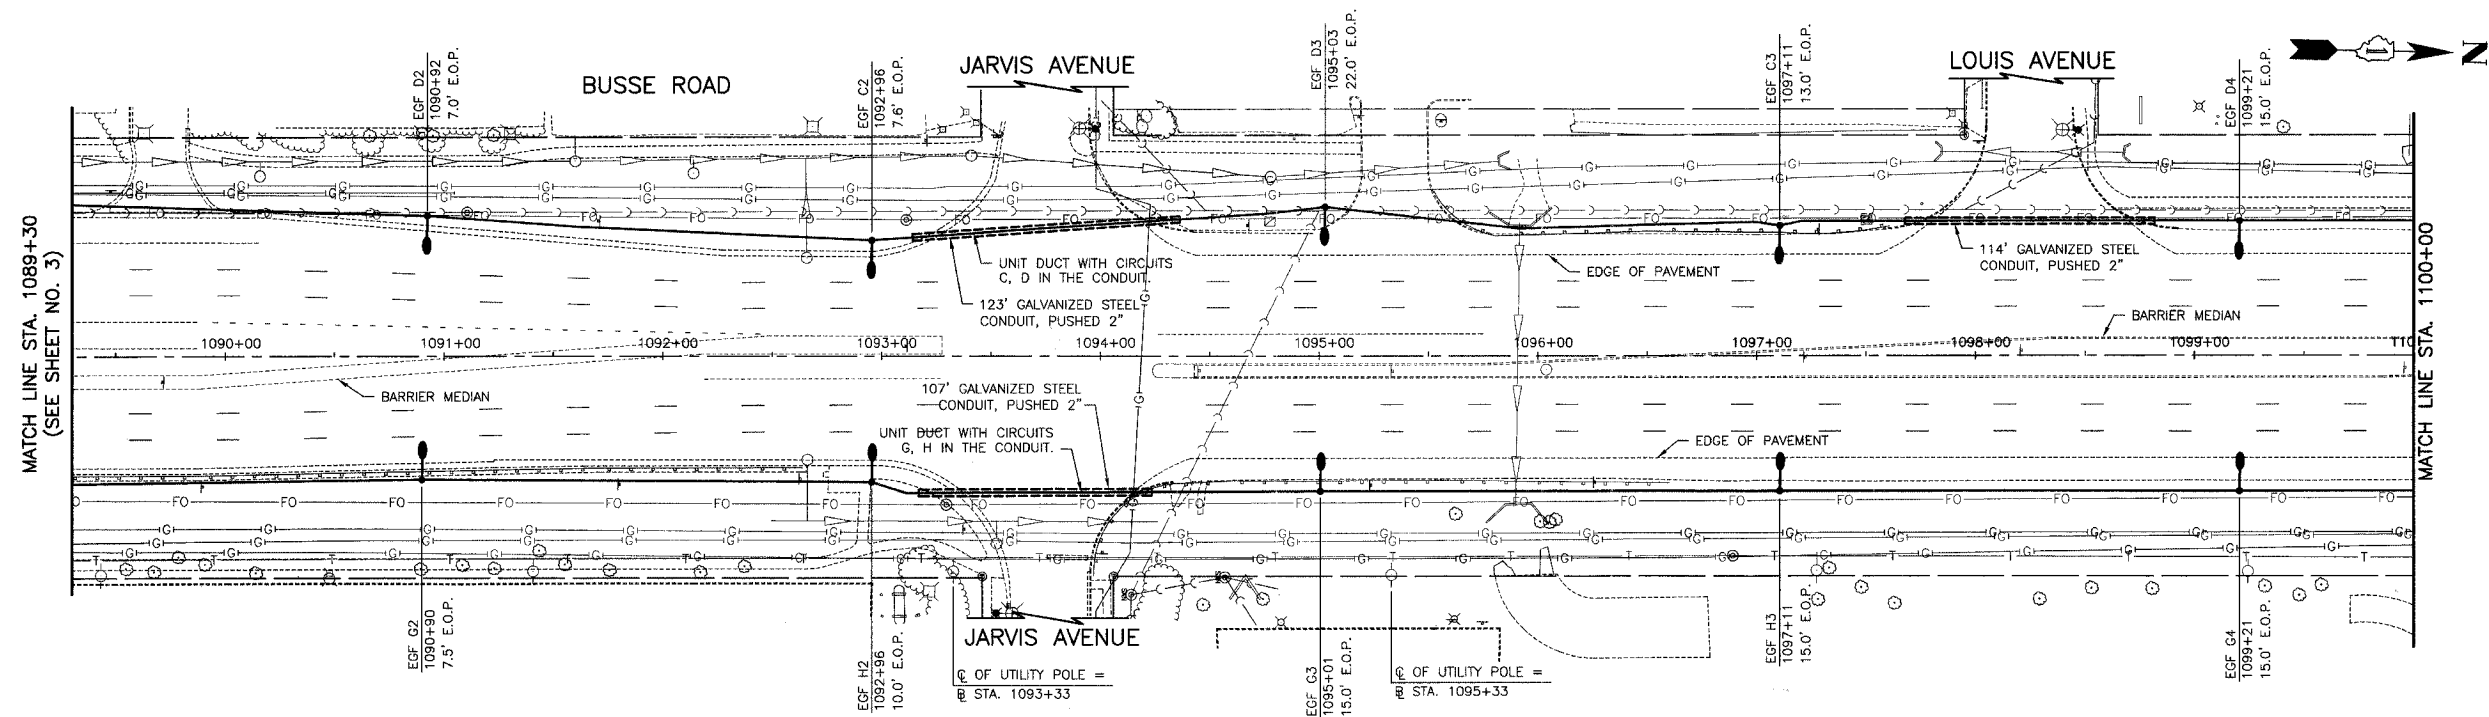 MATCH LINE STA. 1089+30
(SEE SHEET NO. 3)
BUSSE ROAD
EGF D2
1090+92
7.0' E.O.P.
EGF C2
1092+96
7.6' E.O.P.
JARVIS AVENUE
EGF D3
1095+03
22.0' E.O.P.
EGF C3
1097+11
13.0' E.O.P.
LOUIS AVENUE
EGF D4
1099+21
15.0' E.O.P.
N
UNIT DUCT WITH CIRCUITS
C, D IN THE CONDUIT.
123' GALVANIZED STEEL
CONDUIT, PUSHED 2"
EDGE OF PAVEMENT
114' GALVANIZED STEEL
CONDUIT, PUSHED 2"
BARRIER MEDIAN
1090+00
1091+00
1092+00
1093+00
1094+00
1095+00
1096+00
1097+00
1098+00
1099+00
110
BARRIER MEDIAN
107' GALVANIZED STEEL
CONDUIT, PUSHED 2"
UNIT DUCT WITH CIRCUITS
G, H IN THE CONDUIT.
EDGE OF PAVEMENT
MATCH LINE STA. 1100+00
EGF G2
1090+90
7.5' E.O.P.
EGF H2
1092+96
10.0' E.O.P.
JARVIS AVENUE
℄ OF UTILITY POLE =
STA. 1093+33
EGF G3
1095+01
15.0' E.O.P.
℄ OF UTILITY POLE =
STA. 1095+33
EGF H3
1097+11
15.0' E.O.P.
EGF G4
1099+21
15.0' E.O.P.